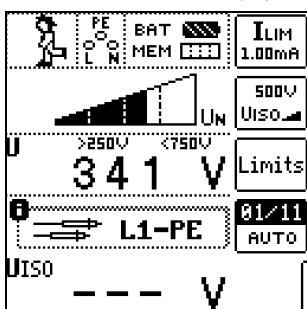 PE
L N
BAT
MEM
ILIM
1.00mA
UN
500V
UISO
U
>250V <750V
341 V
Limits
L1-PE
01/11
AUTO
UISO
--- V